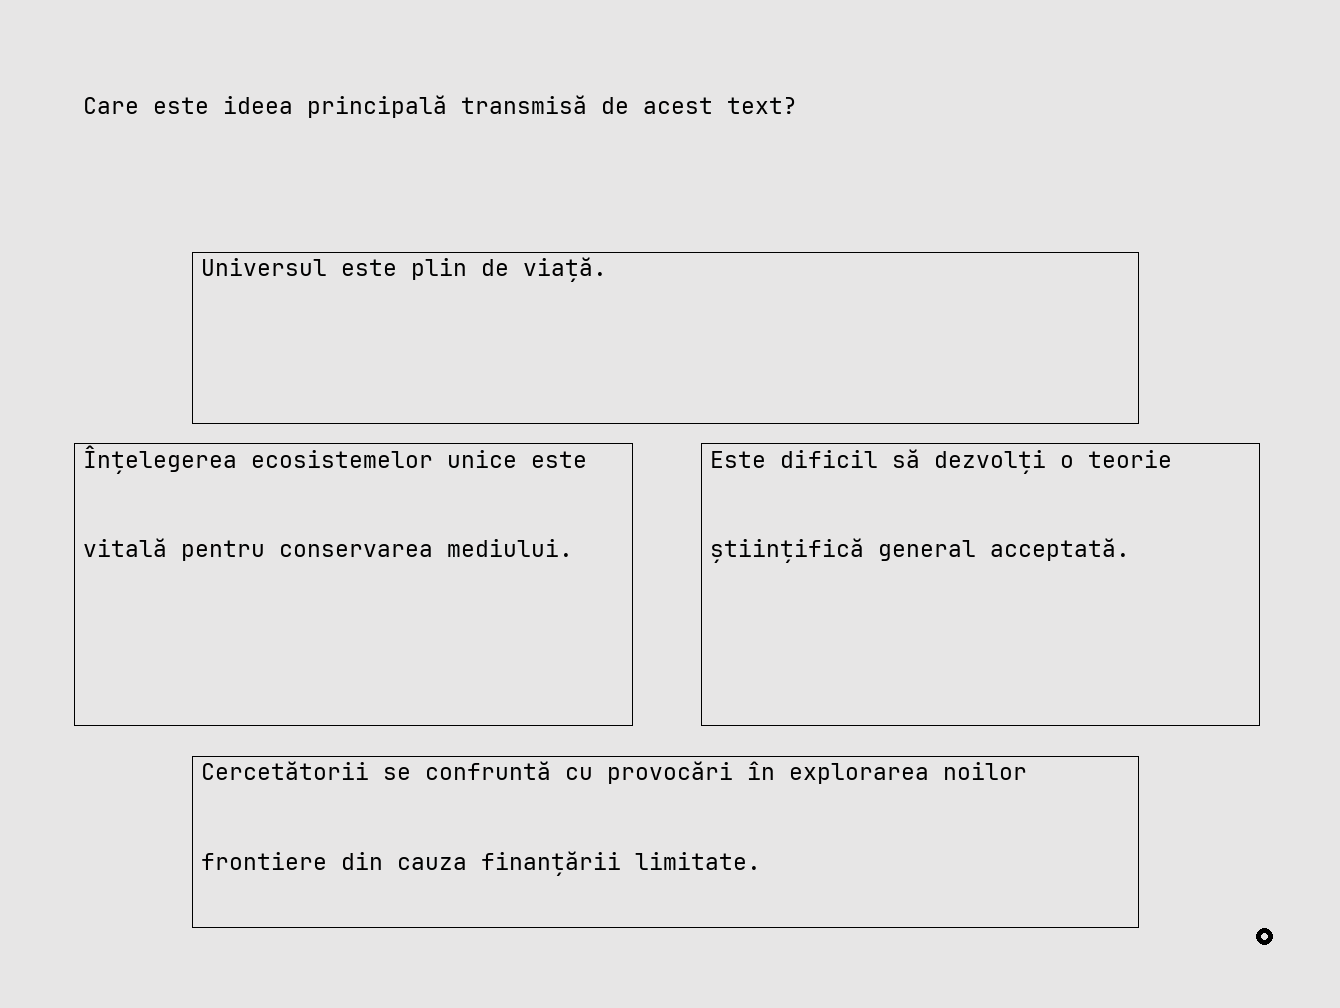 Care este ideea principală transmisă de acest text?
Universul este plin de viață.
Înțelegerea ecosistemelor unice este
vitală pentru conservarea mediului.
Este dificil să dezvolți o teorie
științifică general acceptată.
Cercetătorii se confruntă cu provocări în explorarea noilor
frontiere din cauza finanțării limitate.